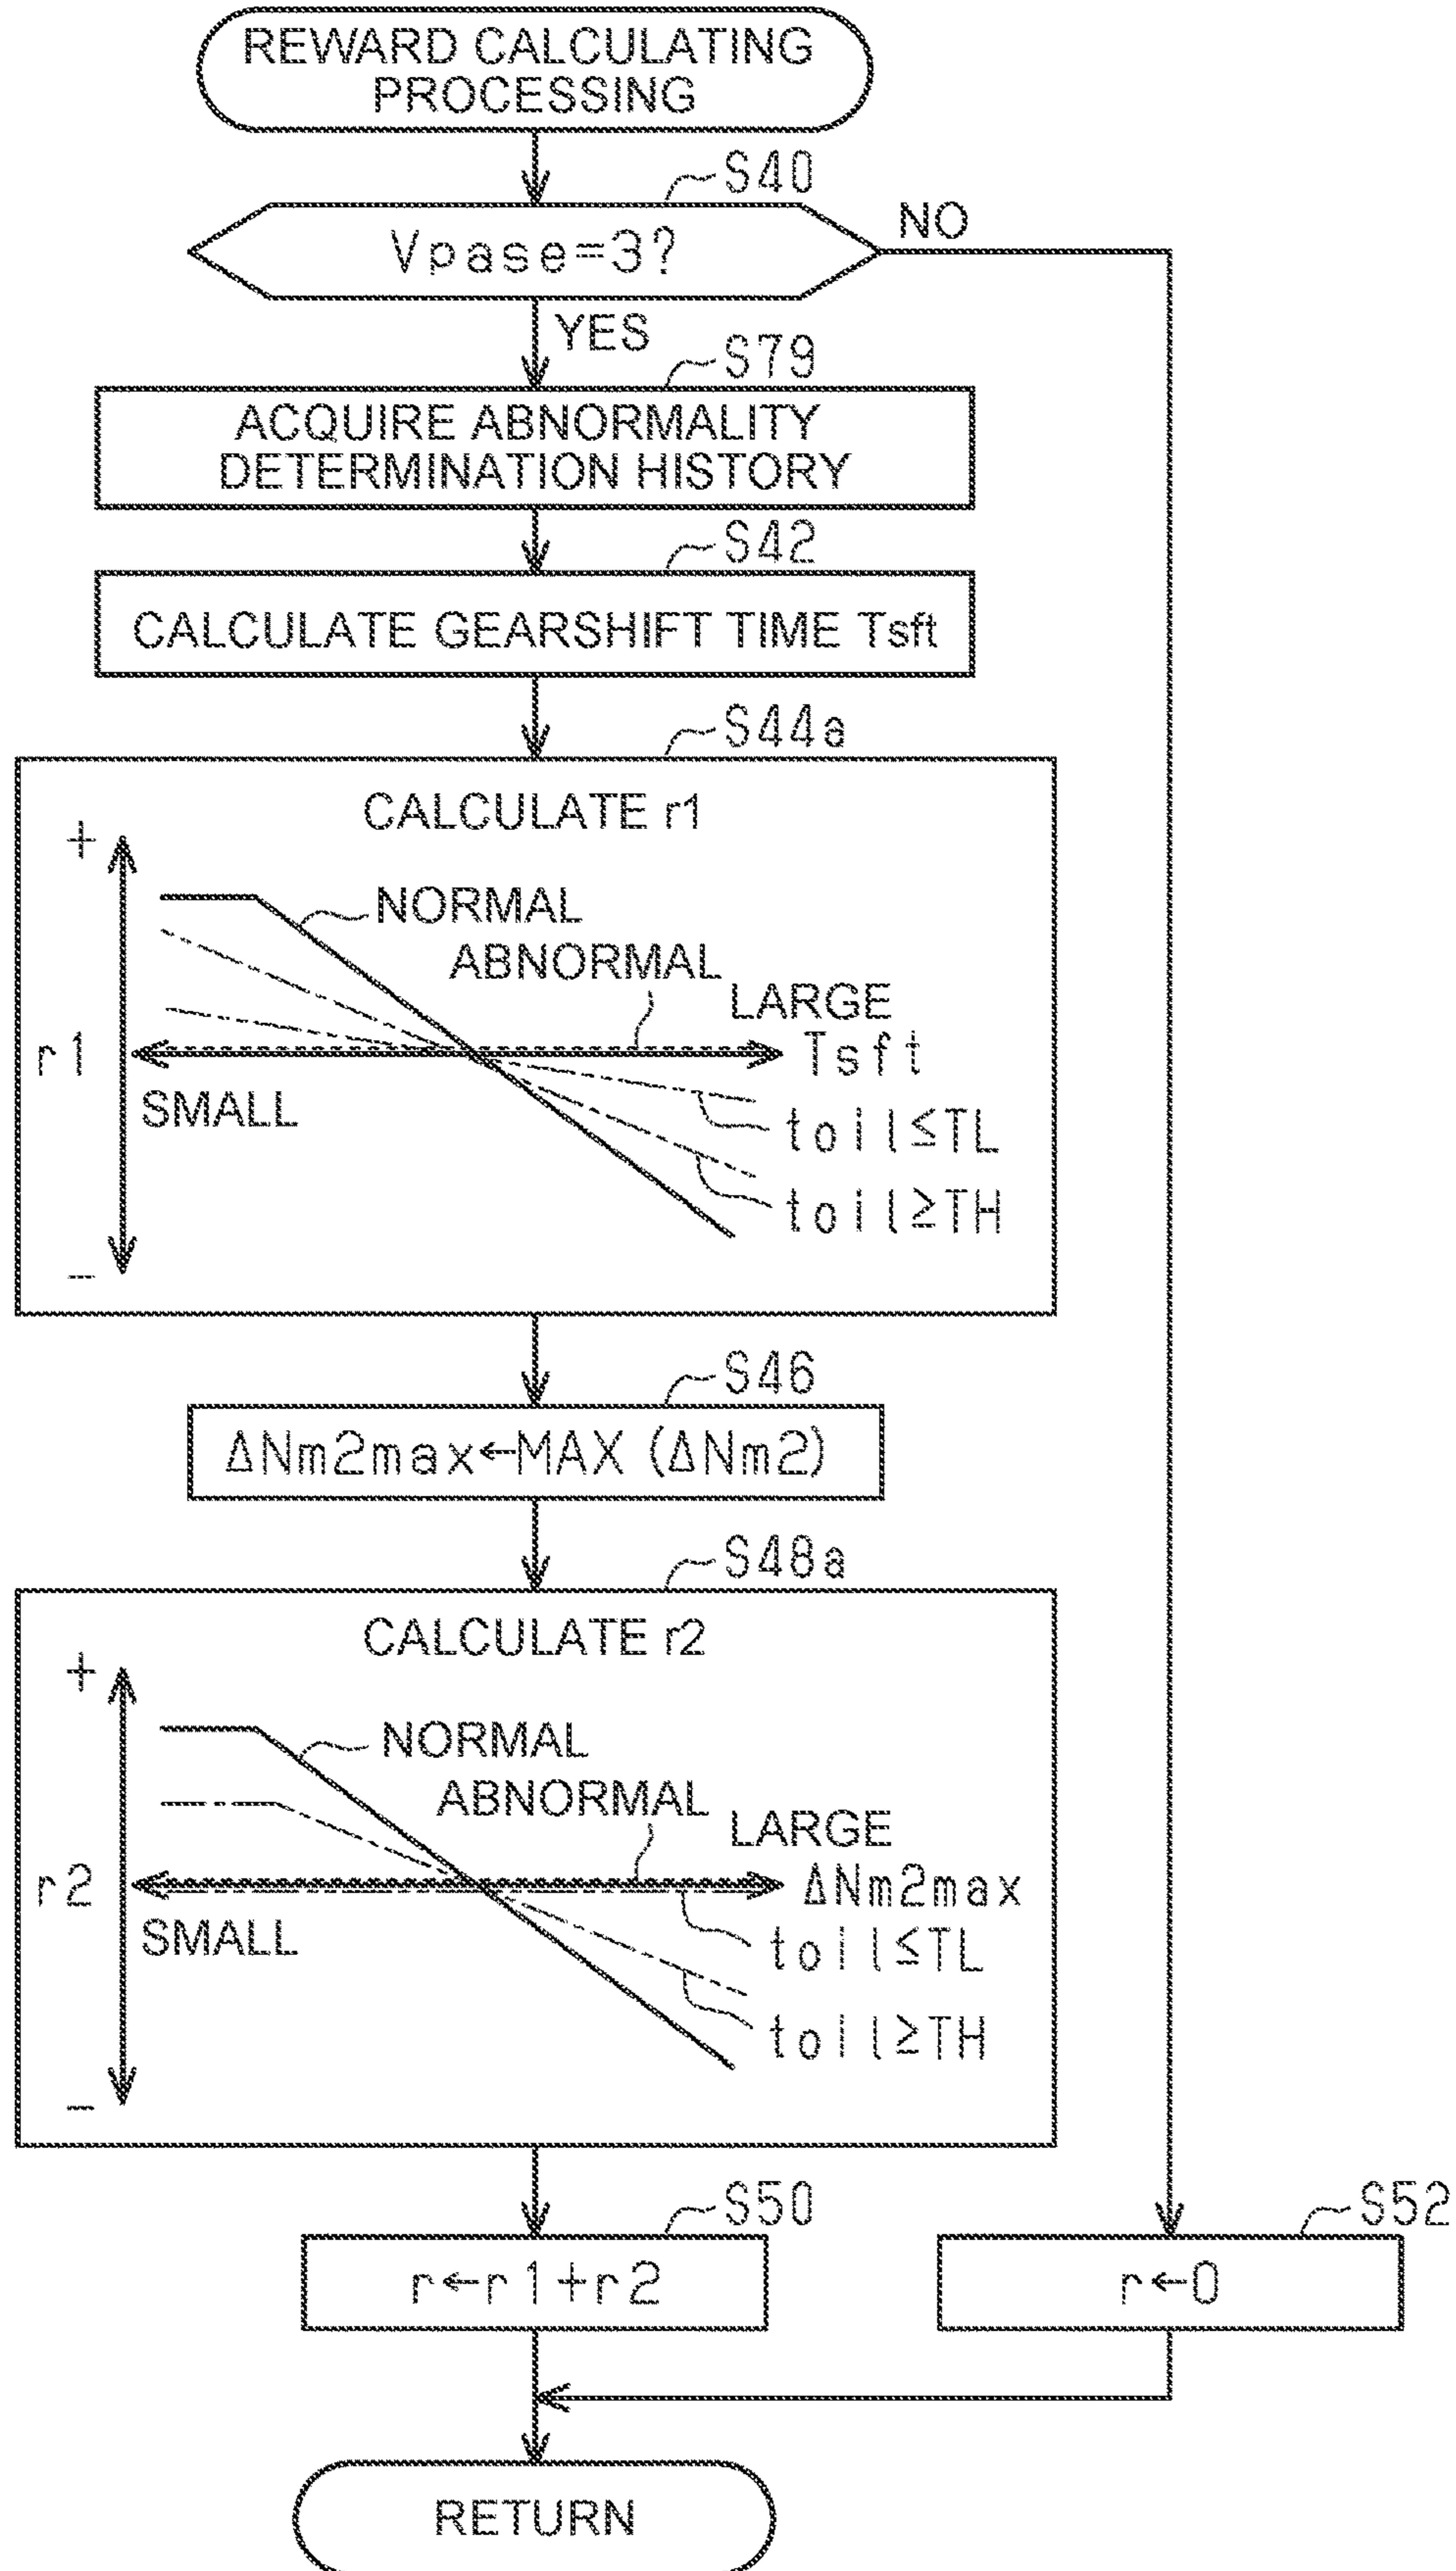 REWARD CALCULATING
PROCESSING
S40
Vpase=3?
NO
YES
S79
ACQUIRE ABNORMALITY
DETERMINATION HISTORY
S42
CALCULATE GEARSHIFT TIME Tsft
S44a
CALCULATE r1
+
NORMAL
ABNORMAL
LARGE
r1
Tsft
SMALL
toil≤TL
toil≥TH
−
S46
ΔNm2max←MAX (ΔNm2)
S48a
CALCULATE r2
+
NORMAL
ABNORMAL
LARGE
r2
ΔNm2max
SMALL
toil≤TL
toil≥TH
−
S50
r←r1+r2
S52
r←0
RETURN